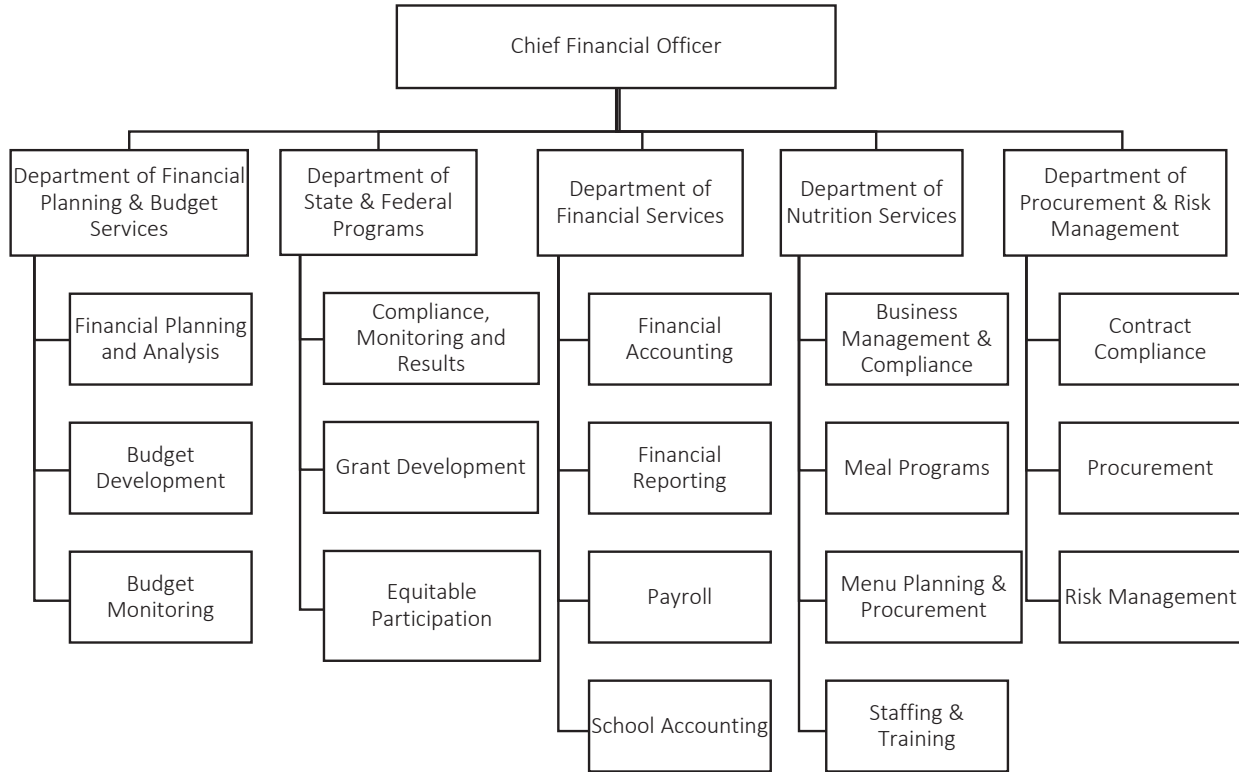 Chief Financial Officer
Department of Financial
Planning & Budget
Services
Department of
State & Federal
Programs
Department of
Financial Services
Department of
Nutrition Services
Department of
Procurement & Risk
Management
Financial Planning
and Analysis
Budget
Development
Budget
Monitoring
Compliance,
Monitoring and
Results
Grant Development
Equitable
Participation
Financial
Accounting
Financial
Reporting
Payroll
School Accounting
Business
Management &
Compliance
Meal Programs
Menu Planning &
Procurement
Staffing &
Training
Contract
Compliance
Procurement
Risk Management